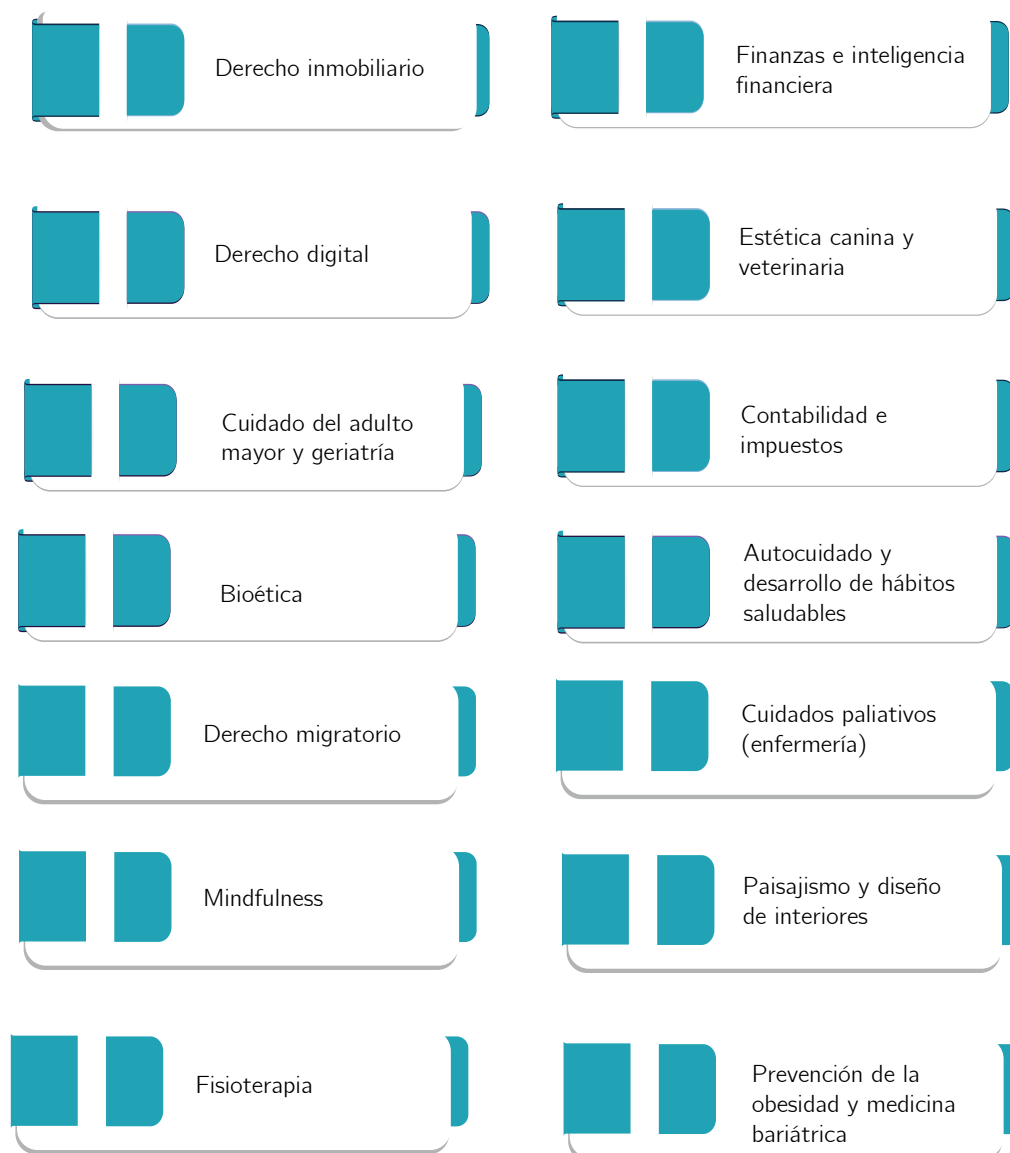 Derecho inmobiliario
Finanzas e inteligencia
financiera
Derecho digital
Estética canina y
veterinaria
Cuidado del adulto
mayor y geriatría
Contabilidad e
impuestos
Bioética
Autocuidado y
desarrollo de hábitos
saludables
Derecho migratorio
Cuidados paliativos
(enfermería)
Mindfulness
Paisajismo y diseño
de interiores
Fisioterapia
Prevención de la
obesidad y medicina
bariátrica